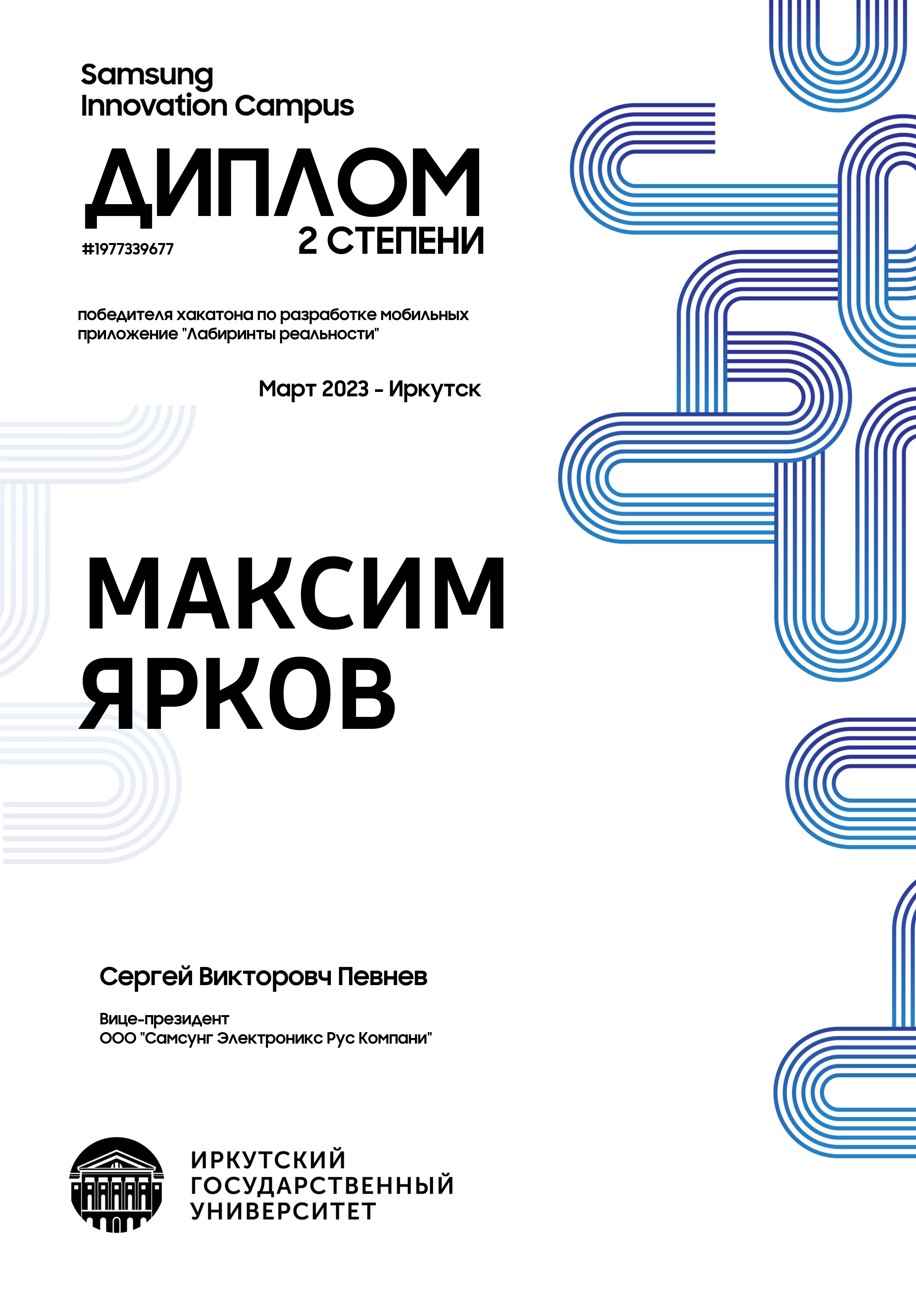 Samsung
Innovation Campus
ДИПЛОМ
2 СТЕПЕНИ
#1977339677
победителя хакатона по разработке мобильных
приложение "Лабиринты реальности"
Март 2023 - Иркутск
МАКСИМ
ЯРКОВ
Сергей Викторовч Певнев
Вице-президент
ООО "Самсунг Электроникс Рус Компани"
ИРКУТСКИЙ
ГОСУДАРСТВЕННЫЙ
УНИВЕРСИТЕТ